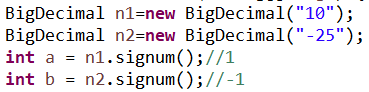 BigDecimal n1=new BigDecimal("10");
BigDecimal n2=new BigDecimal("-25");
int a = n1.signum();//1
int b = n2.signum();//-1